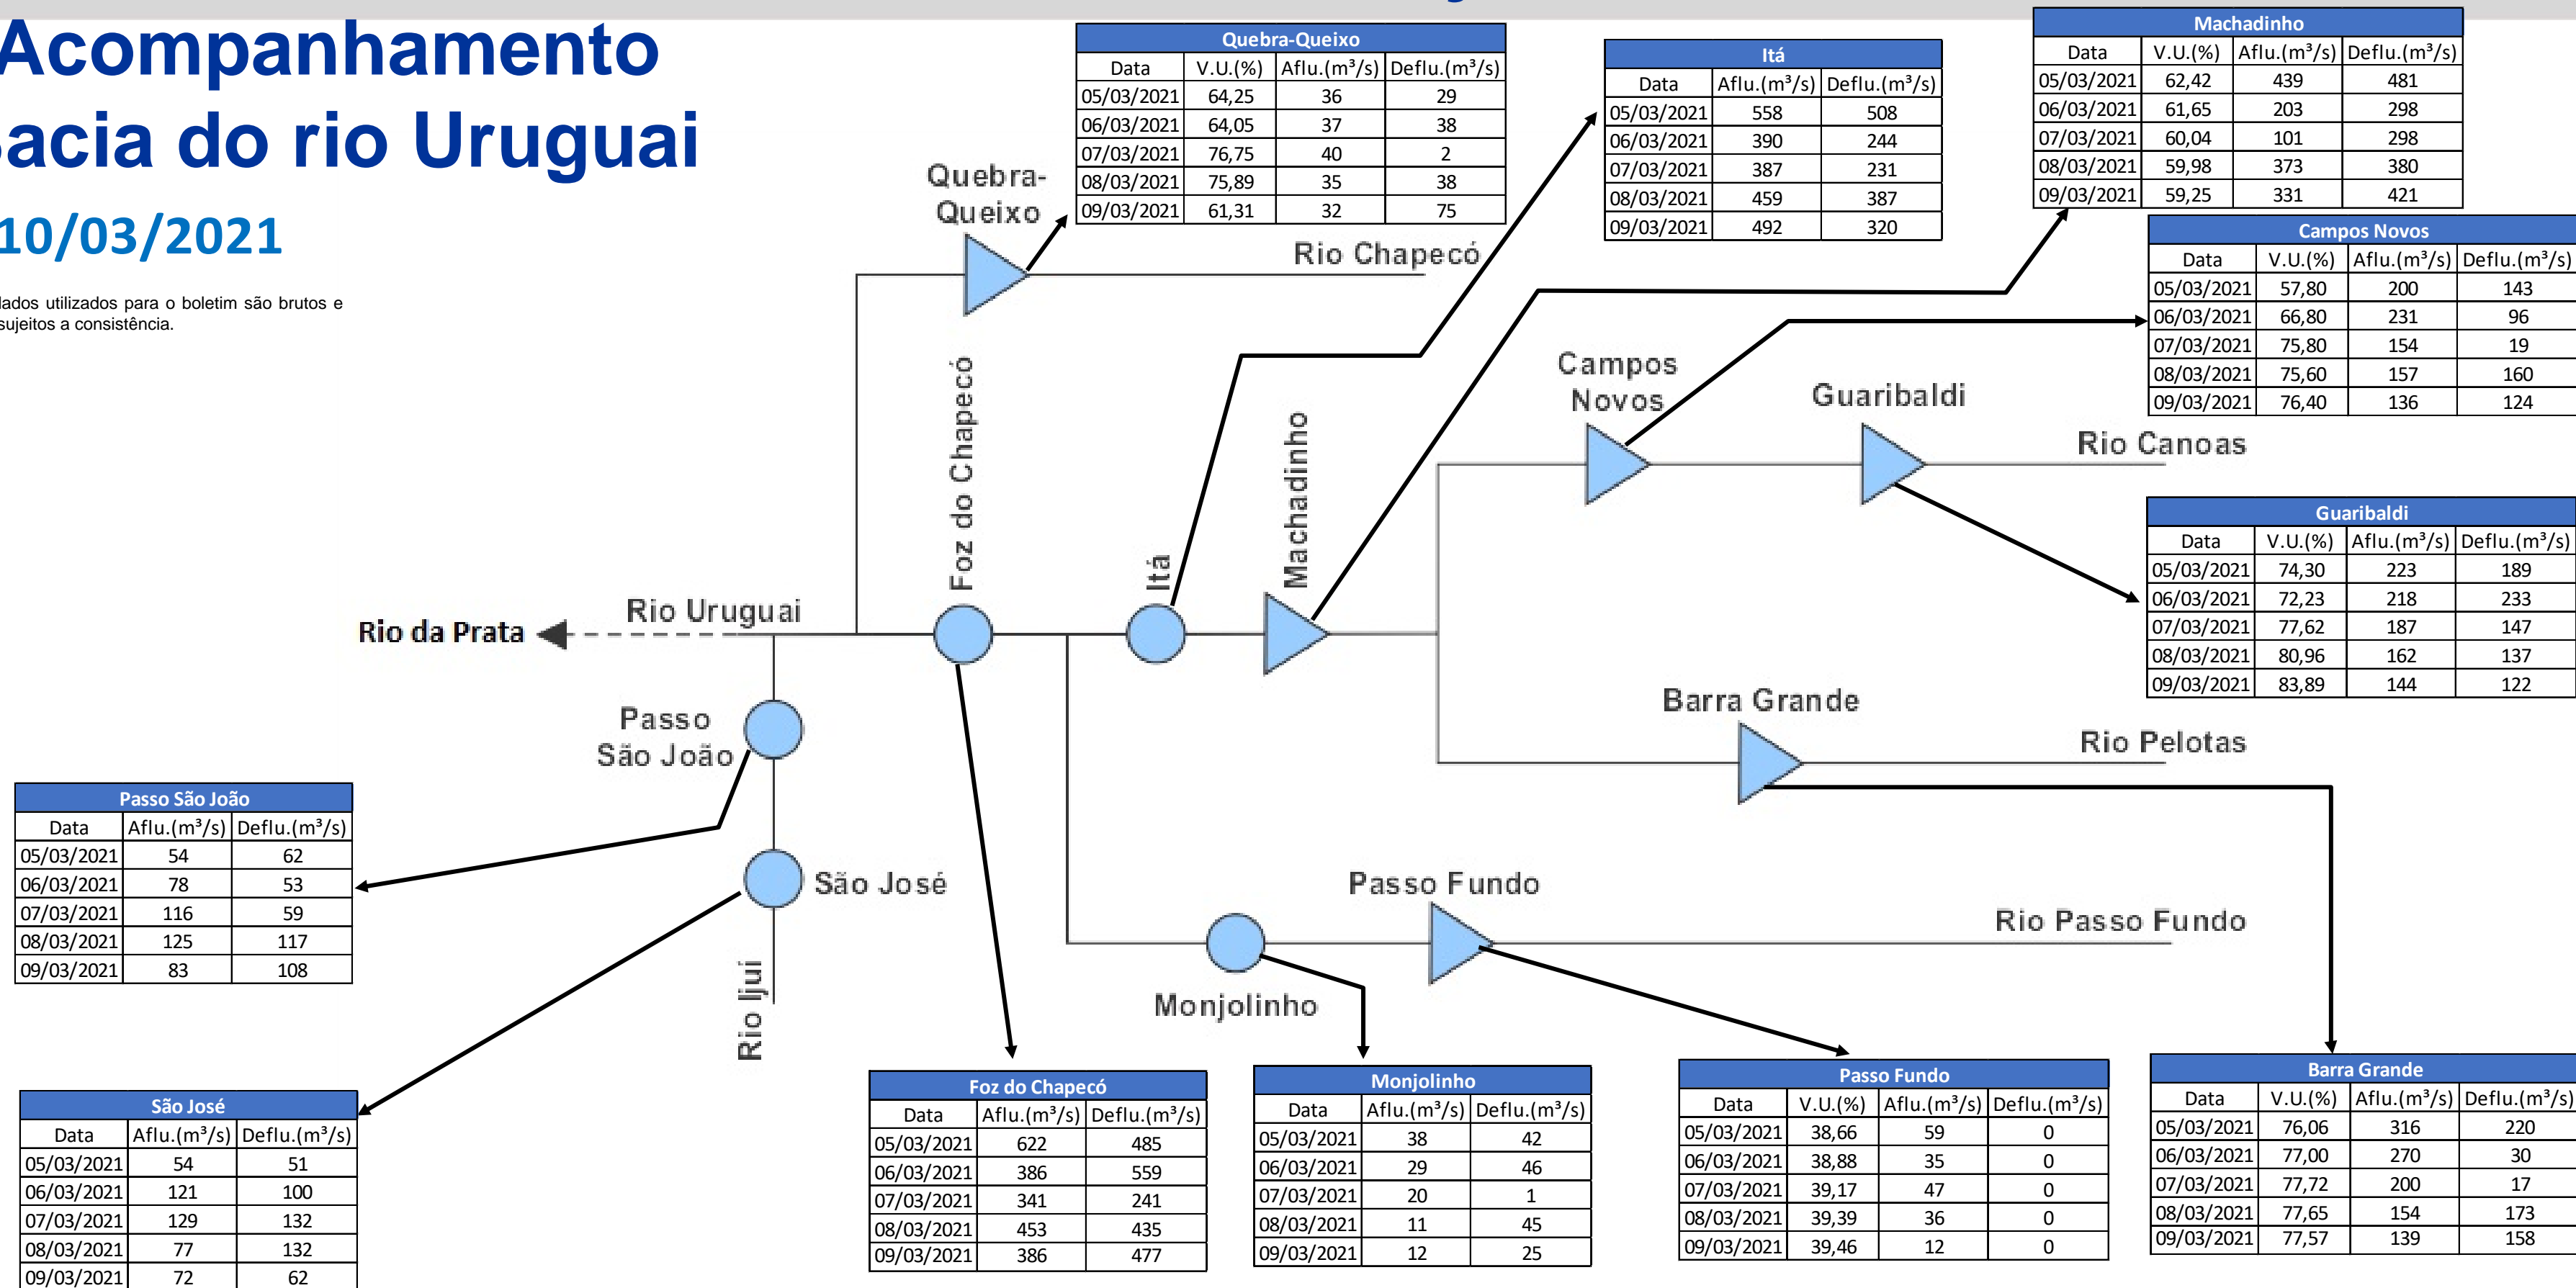 Acompanhamento
acia do rio Uruguai
10/03/2021
dados utilizados para o boletim são brutos e
sujeitos a consistência.
Quebra-Queixo
Data V.U.(%) Aflu.(m³/s) Deflu.(m³/s)
05/03/2021 64,25 36 29
06/03/2021 64,05 37 38
07/03/2021 76,75 40 2
08/03/2021 75,89 35 38
09/03/2021 61,31 32 75
Itá
Data Aflu.(m³/s) Deflu.(m³/s)
05/03/2021 558 508
06/03/2021 390 244
07/03/2021 387 231
08/03/2021 459 387
09/03/2021 492 320
Machadinho
Data V.U.(%) Aflu.(m³/s) Deflu.(m³/s)
05/03/2021 62,42 439 481
06/03/2021 61,65 203 298
07/03/2021 60,04 101 298
08/03/2021 59,98 373 380
09/03/2021 59,25 331 421
Campos Novos
Data V.U.(%) Aflu.(m³/s) Deflu.(m³/s)
05/03/2021 57,80 200 143
06/03/2021 66,80 231 96
07/03/2021 75,80 154 19
08/03/2021 75,60 157 160
09/03/2021 76,40 136 124
Quebra-
Queixo
Rio Chapecó
Foz do Chapecó
Itá
Machadinho
Campos
Novos
Guaribaldi
Rio Canoas
Guaribaldi
Data V.U.(%) Aflu.(m³/s) Deflu.(m³/s)
05/03/2021 74,30 223 189
06/03/2021 72,23 218 233
07/03/2021 77,62 187 147
08/03/2021 80,96 162 137
09/03/2021 83,89 144 122
Rio da Prata
Rio Uruguai
Passo
São João
Barra Grande
Rio Pelotas
Passo São João
Data Aflu.(m³/s) Deflu.(m³/s)
05/03/2021 54 62
06/03/2021 78 53
07/03/2021 116 59
08/03/2021 125 117
09/03/2021 83 108
São José
Rio Ijuí
Passo Fundo
Rio Passo Fundo
Monjolinho
São José
Data Aflu.(m³/s) Deflu.(m³/s)
05/03/2021 54 51
06/03/2021 121 100
07/03/2021 129 132
08/03/2021 77 132
09/03/2021 72 62
Foz do Chapecó
Data Aflu.(m³/s) Deflu.(m³/s)
05/03/2021 622 485
06/03/2021 386 559
07/03/2021 341 241
08/03/2021 453 435
09/03/2021 386 477
Monjolinho
Data Aflu.(m³/s) Deflu.(m³/s)
05/03/2021 38 42
06/03/2021 29 46
07/03/2021 20 1
08/03/2021 11 45
09/03/2021 12 25
Passo Fundo
Data V.U.(%) Aflu.(m³/s) Deflu.(m³/s)
05/03/2021 38,66 59 0
06/03/2021 38,88 35 0
07/03/2021 39,17 47 0
08/03/2021 39,39 36 0
09/03/2021 39,46 12 0
Barra Grande
Data V.U.(%) Aflu.(m³/s) Deflu.(m³/s)
05/03/2021 76,06 316 220
06/03/2021 77,00 270 30
07/03/2021 77,72 200 17
08/03/2021 77,65 154 173
09/03/2021 77,57 139 158